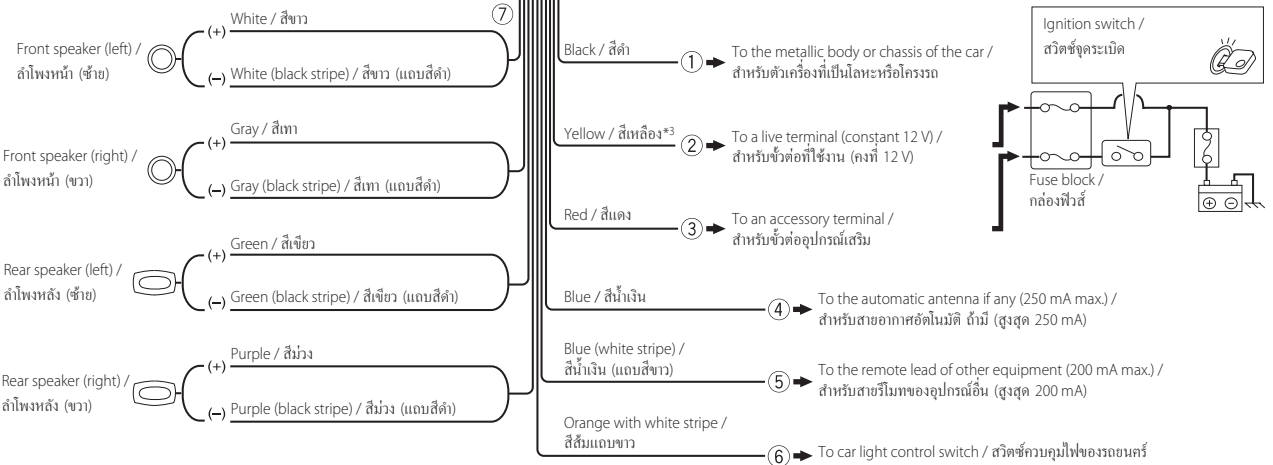 Front speaker (left) /
ลำโพงหน้า (ซ้าย)
(+)
White / สีขาว
(–)
White (black stripe) / สีขาว (แถบสีดำ)
Front speaker (right) /
ลำโพงหน้า (ขวา)
(+)
Gray / สีเทา
(–)
Gray (black stripe) / สีเทา (แถบสีดำ)
Rear speaker (left) /
ลำโพงหลัง (ซ้าย)
(+)
Green / สีเขียว
(–)
Green (black stripe) / สีเขียว (แถบสีดำ)
Rear speaker (right) /
ลำโพงหลัง (ขวา)
(+)
Purple / สีม่วง
(–)
Purple (black stripe) / สีม่วง (แถบสีดำ)
⑦
Black / สีดำ
①
To the metallic body or chassis of the car /
สำหรับตัวเครื่องที่เป็นโลหะหรือโครงรถ
Yellow / สีเหลือง*3
②
To a live terminal (constant 12 V) /
สำหรับขั้วต่อที่ใช้งาน (คงที่ 12 V)
Red / สีแดง
③
To an accessory terminal /
สำหรับขั้วต่ออุปกรณ์เสริม
Blue / สีน้ำเงิน
④
To the automatic antenna if any (250 mA max.) /
สำหรับสายอากาศอัตโนมัติ ถ้ามี (สูงสุด 250 mA)
Blue (white stripe) /
สีน้ำเงิน (แถบสีขาว)
⑤
To the remote lead of other equipment (200 mA max.) /
สำหรับสายรีโมทของอุปกรณ์อื่น (สูงสุด 200 mA)
Orange with white stripe /
สีส้มแถบขาว
⑥
To car light control switch / สวิตซ์ควบคุมไฟของรถยนตร์
Ignition switch /
สวิตช์จุดระเบิด
Fuse block /
กล่องฟิวส์